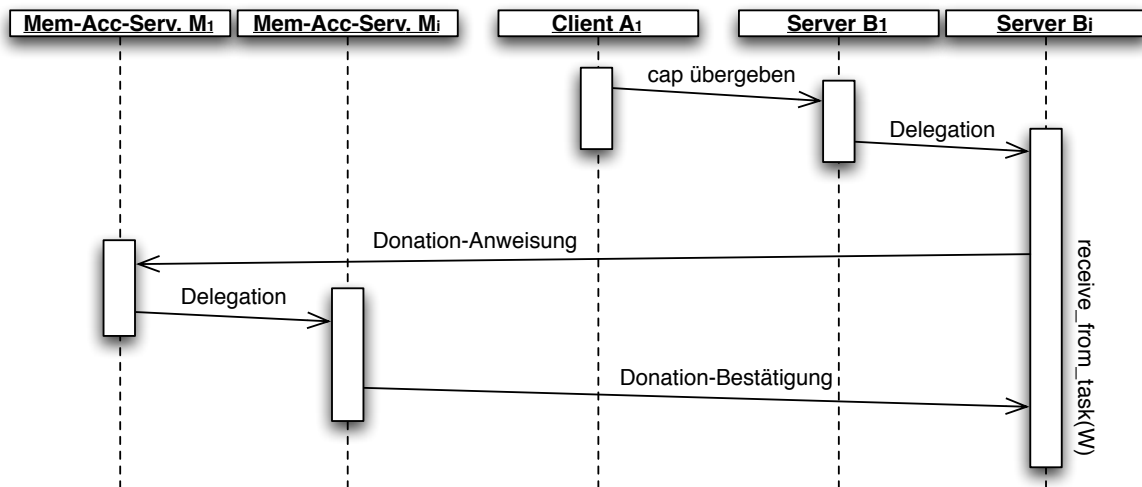 Mem-Acc-Serv. M1 Mem-Acc-Serv. Mi Client A1 Server B1 Server Bi
cap übergeben
Delegation
Donation-Anweisung
Delegation
Donation-Bestätigung
receive_from_task(W)